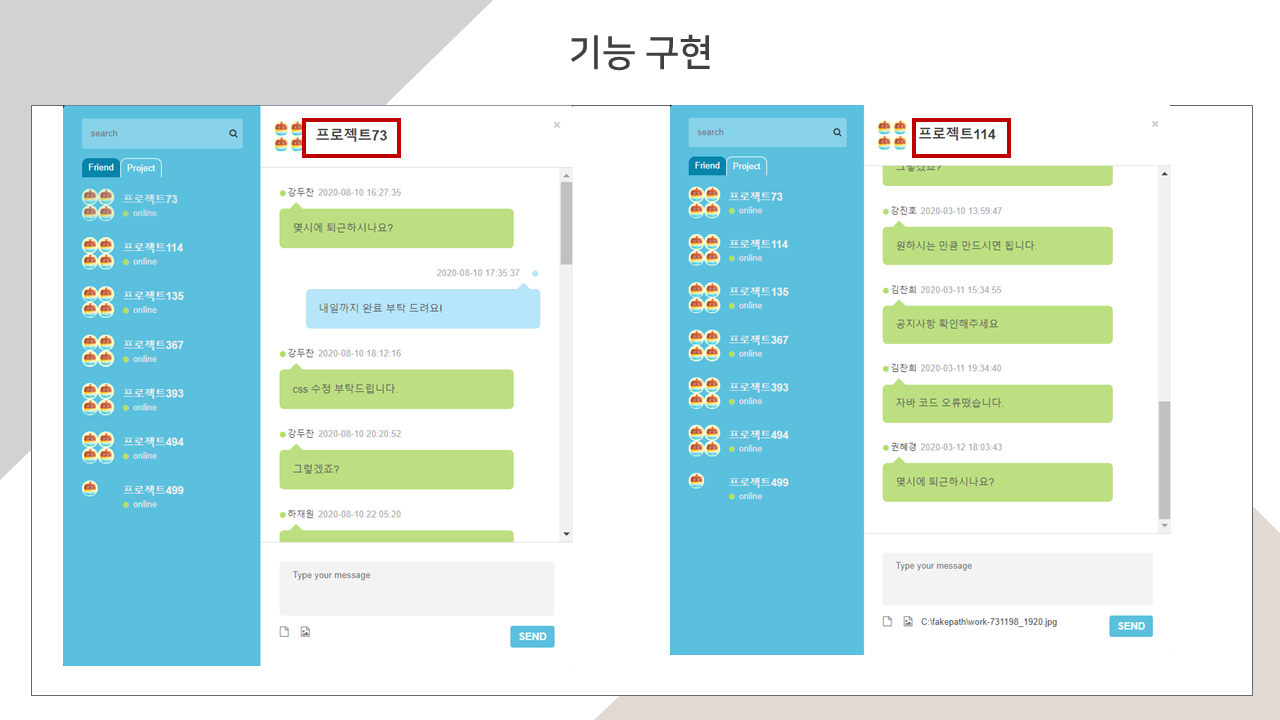 기능 구현
search
Friend
Project
프로젝트73
online
프로젝트114
online
프로젝트135
online
프로젝트367
online
프로젝트393
online
프로젝트494
online
프로젝트499
online
프로젝트73
×
강두찬 2020-08-10 16:27:35
몇시에 퇴근하시나요?
2020-08-10 17:35:37
내일까지 완료 부탁 드려요!
강두찬 2020-08-10 18:12:16
css 수정 부탁드립니다.
강두찬 2020-08-10 20:20:52
그렇겠죠?
하재원 2020-08-10 22:05:20
Type your message
SEND
search
Friend
Project
프로젝트73
online
프로젝트114
online
프로젝트135
online
프로젝트367
online
프로젝트393
online
프로젝트494
online
프로젝트499
online
프로젝트114
×
그렇겠죠?
강진호 2020-03-10 13:59:47
원하시는 만큼 만드시면 됩니다.
김찬희 2020-03-11 15:34:55
공지사항 확인해주세요
김찬희 2020-03-11 19:34:40
자바 코드 오류떴습니다.
권혜경 2020-03-12 18:03:43
몇시에 퇴근하시나요?
Type your message
C:\fakepath\work-731198_1920.jpg
SEND